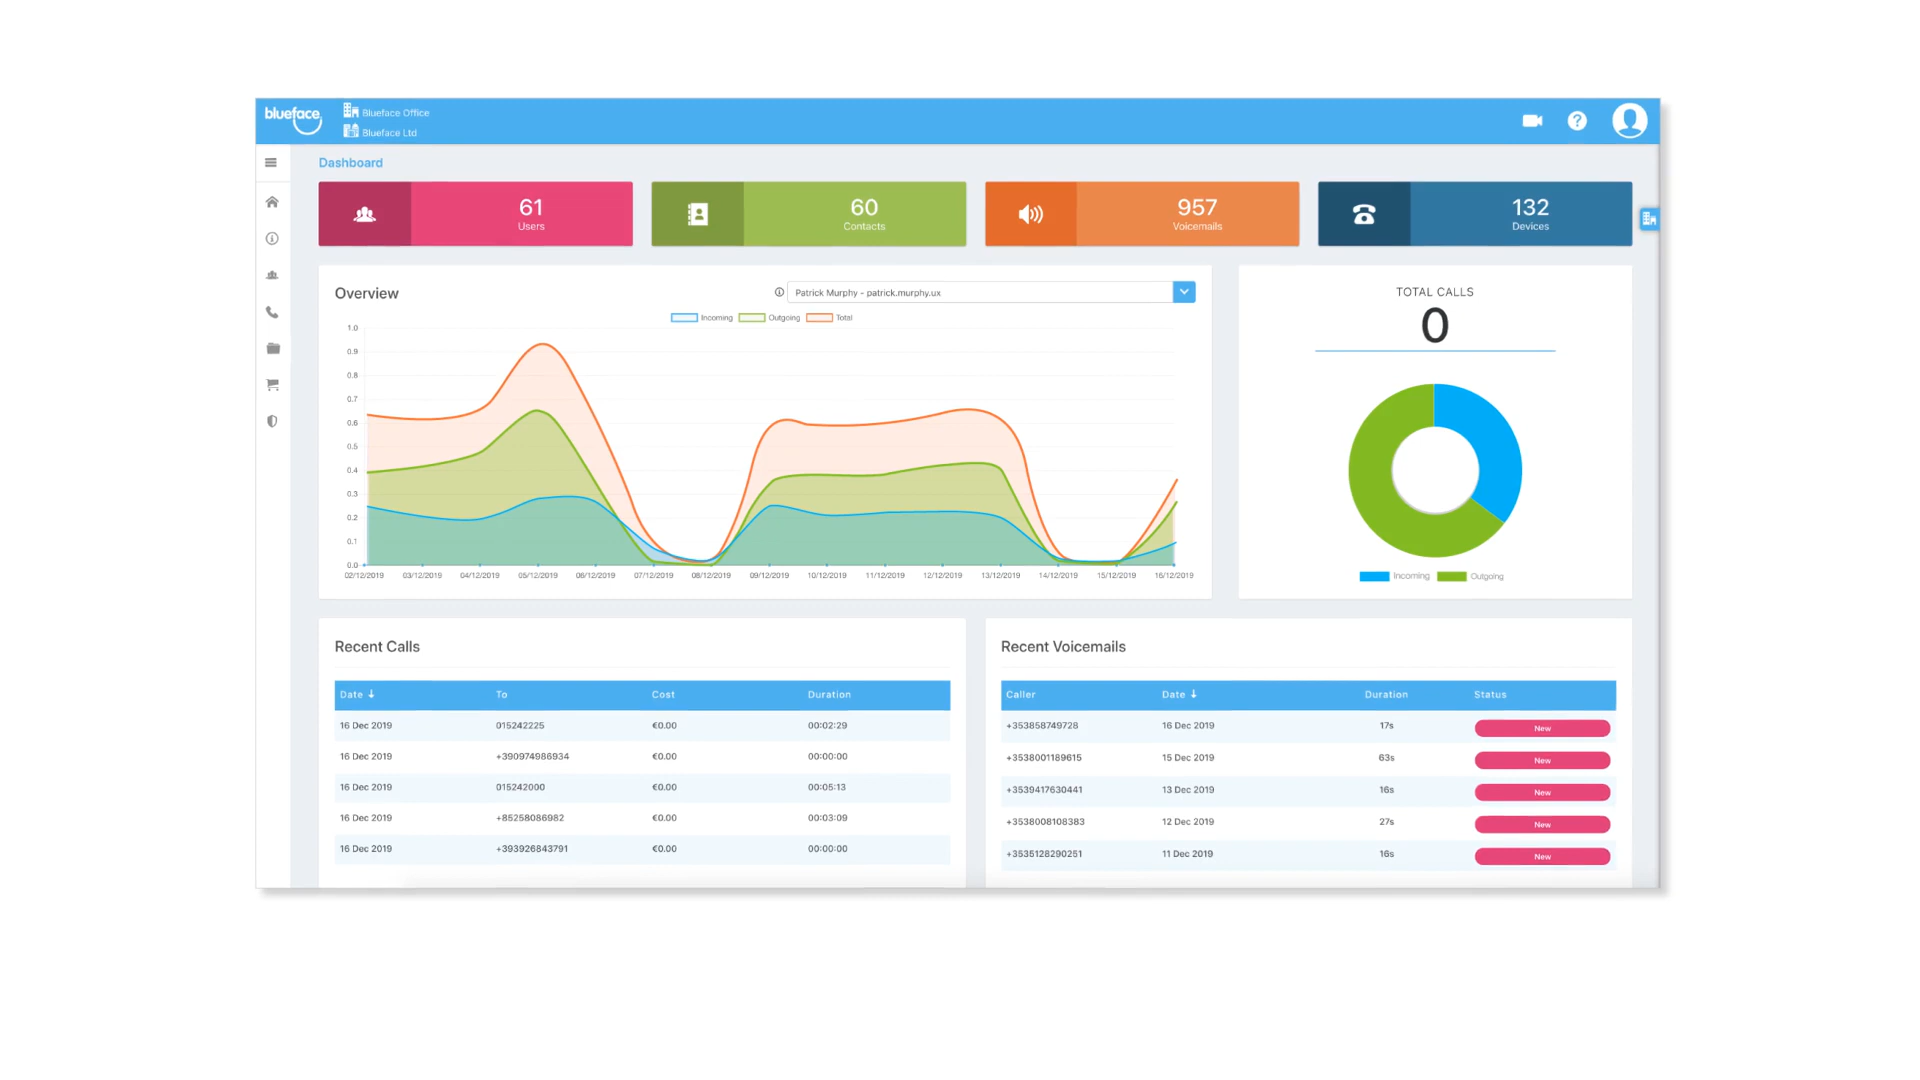 blueface
Blueface Office
Blueface Ltd
?
Dashboard
61
Users
60
Contacts
957
Voicemails
132
Devices
Overview
Patrick Murphy - patrick.murphy.ux
Incoming Outgoing Total
1.0
0.9
0.8
0.7
0.6
0.5
0.4
0.3
0.2
0.1
0.0
02/12/2019 03/12/2019 04/12/2019 05/12/2019 06/12/2019 07/12/2019 08/12/2019 09/12/2019 10/12/2019 11/12/2019 12/12/2019 13/12/2019 14/12/2019 15/12/2019 16/12/2019
TOTAL CALLS
0
Incoming Outgoing
Recent Calls
Date To Cost Duration
16 Dec 2019 015242225 €0.00 00:02:29
16 Dec 2019 +390974986934 €0.00 00:00:00
16 Dec 2019 015242000 €0.00 00:05:13
16 Dec 2019 +85258086982 €0.00 00:03:09
16 Dec 2019 +393926843791 €0.00 00:00:00
Recent Voicemails
Caller Date Duration Status
+353858749728 16 Dec 2019 17s New
+3538001189615 15 Dec 2019 63s New
+3539417630441 13 Dec 2019 16s New
+3538008108383 12 Dec 2019 27s New
+3535128290251 11 Dec 2019 16s New